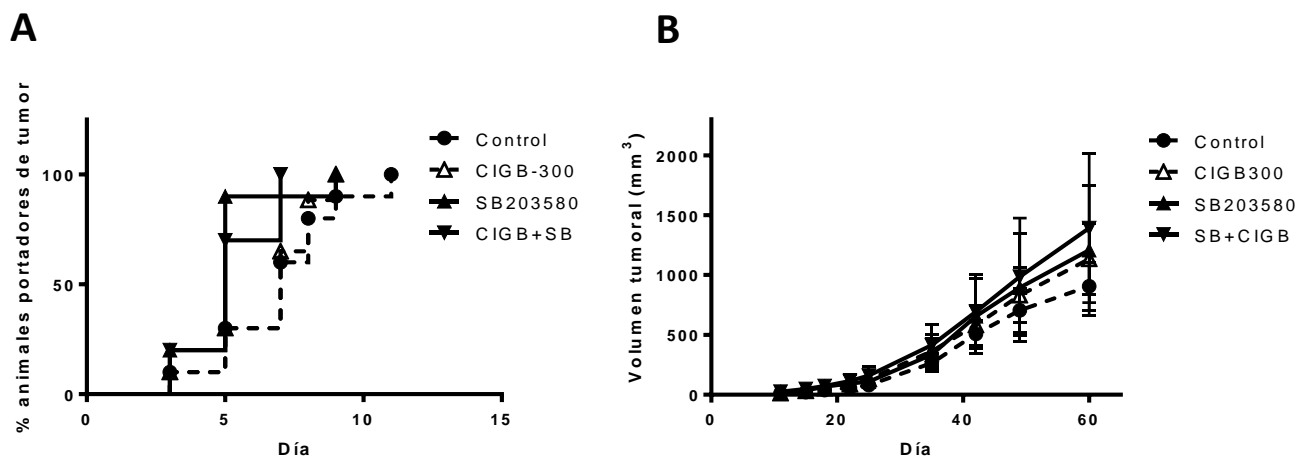 A
% animales portadores de tumor
100
50
0
0
5
10
15
Día
Control
CIGB-300
SB203580
CIGB+SB
B
Volumen tumoral (mm³)
2000
1500
1000
500
0
0
20
40
60
Día
Control
CIGB300
SB203580
SB+CIGB